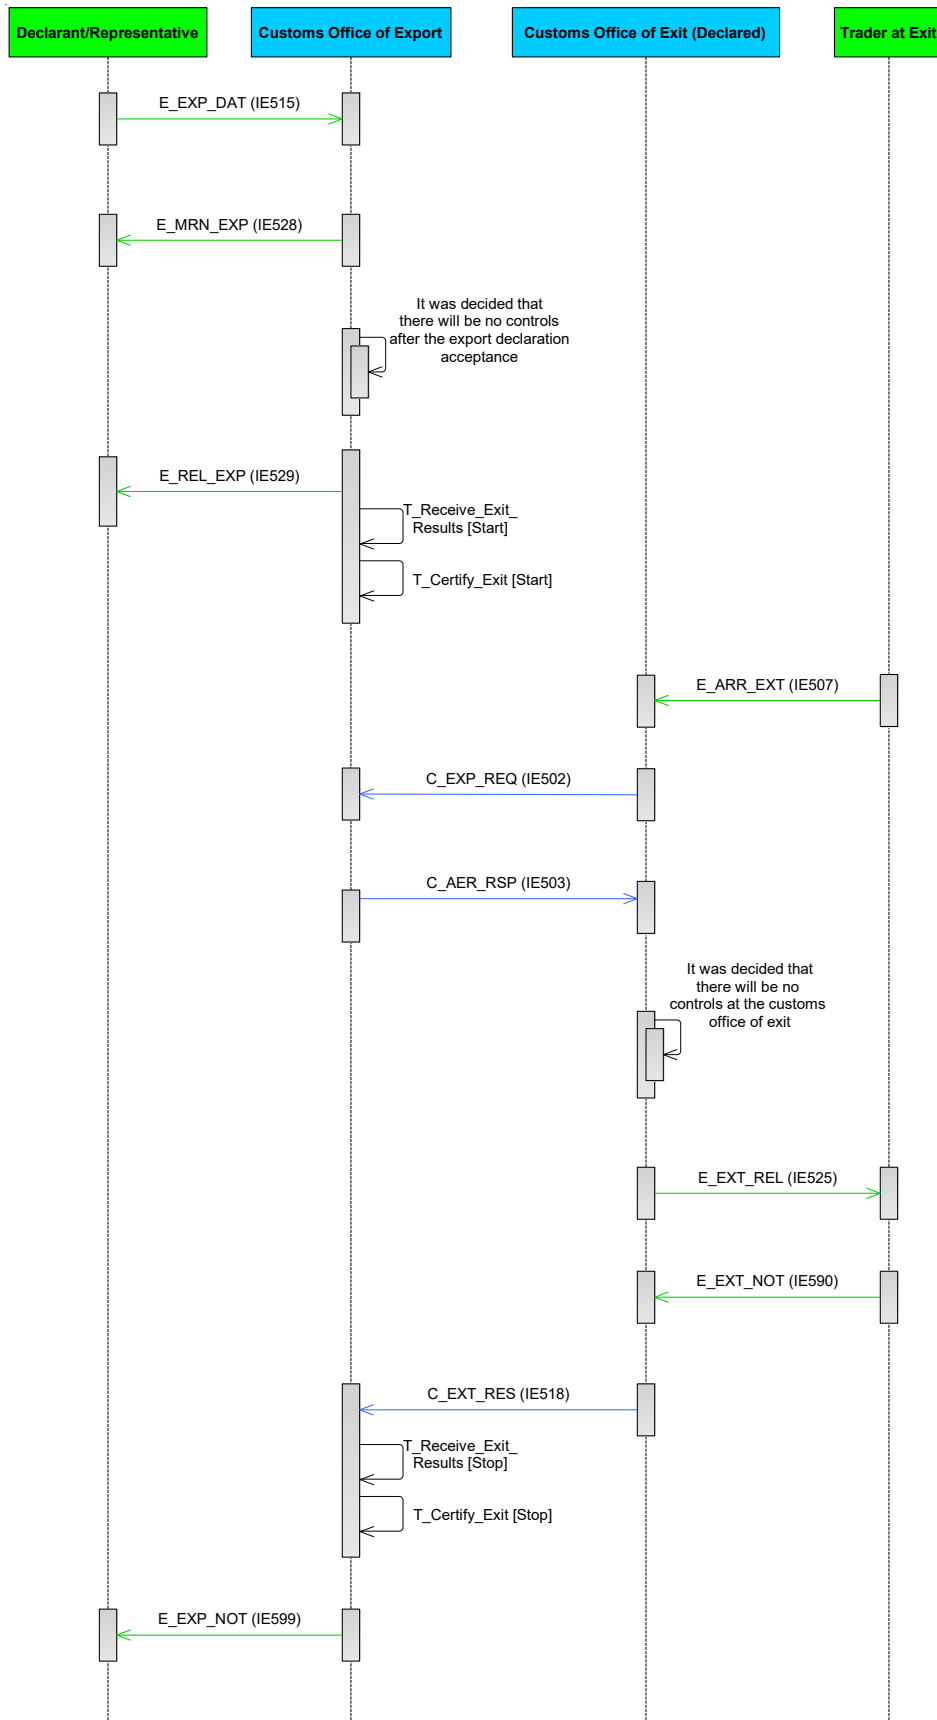 Declarant/Representative
Customs Office of Export
Customs Office of Exit (Declared)
Trader at Exit
E_EXP_DAT (IE515)
E_MRN_EXP (IE528)
It was decided that
there will be no controls
after the export declaration
acceptance
E_REL_EXP (IE529)
T_Receive_Exit_
Results [Start]
T_Certify_Exit [Start]
E_ARR_EXT (IE507)
C_EXP_REQ (IE502)
C_AER_RSP (IE503)
It was decided that
there will be no
controls at the customs
office of exit
E_EXT_REL (IE525)
E_EXT_NOT (IE590)
C_EXT_RES (IE518)
T_Receive_Exit_
Results [Stop]
T_Certify_Exit [Stop]
E_EXP_NOT (IE599)